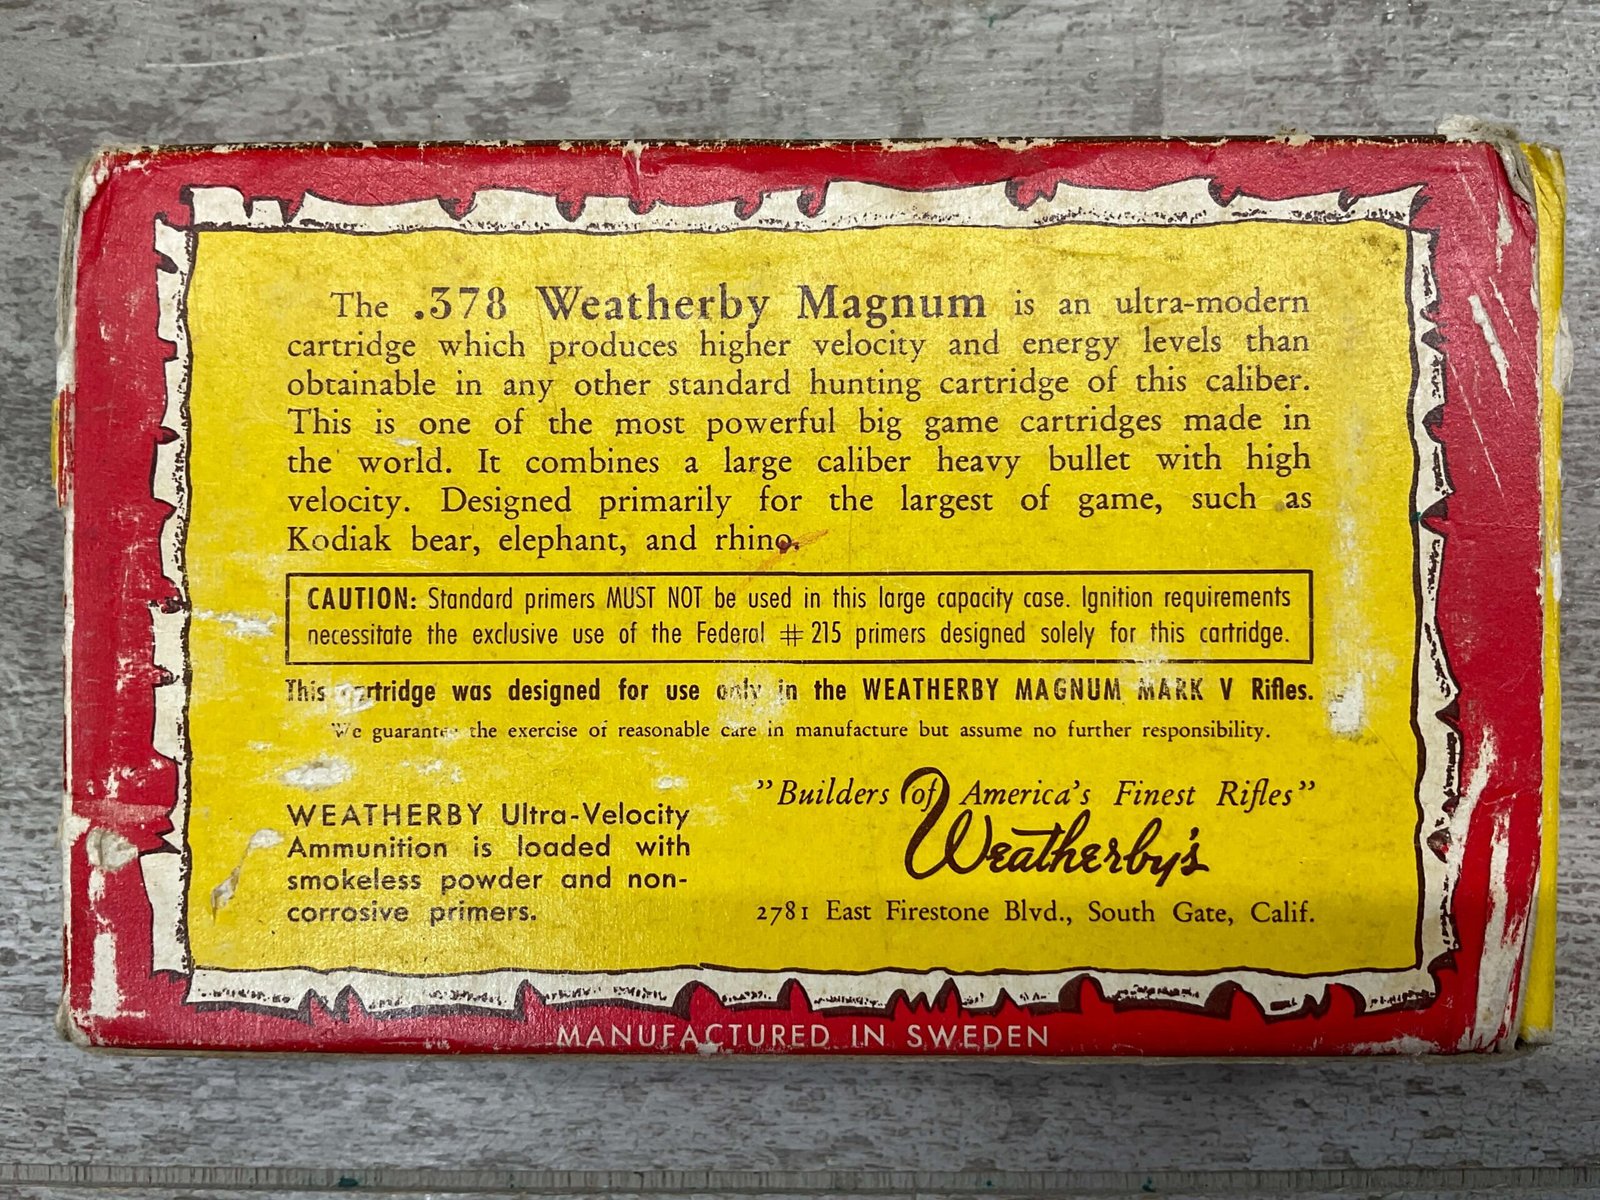 The .378 Weatherby Magnum is an ultra-modern
cartridge which produces higher velocity and energy levels than
obtainable in any other standard hunting cartridge of this caliber.
This is one of the most powerful big game cartridges made in
the world. It combines a large caliber heavy bullet with high
velocity. Designed primarily for the largest of game, such as
Kodiak bear, elephant, and rhino.
CAUTION: Standard primers MUST NOT be used in this large capacity case. Ignition requirements
necessitate the exclusive use of the Federal # 215 primers designed solely for this cartridge.
This cartridge was designed for use only in the WEATHERBY MAGNUM MARK V Rifles.
We guarantee the exercise of reasonable care in manufacture but assume no further responsibility.
WEATHERBY Ultra-Velocity
Ammunition is loaded with
smokeless powder and non-
corrosive primers.
"Builders of America's Finest Rifles"
Weatherby's
2781 East Firestone Blvd., South Gate, Calif.
MANUFACTURED IN SWEDEN